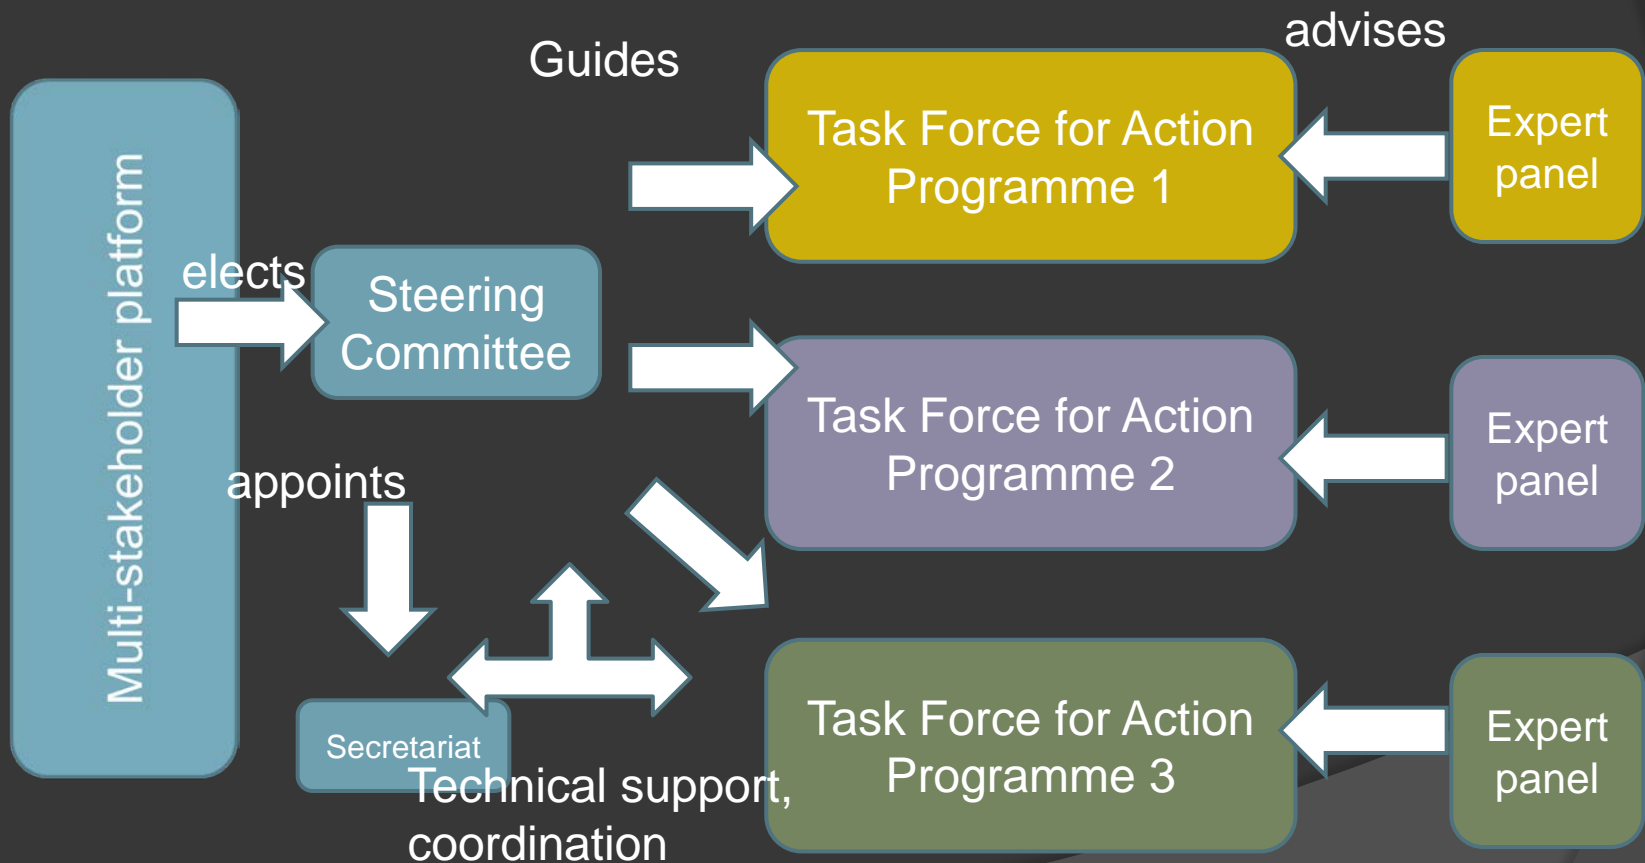 advises
Guides
Task Force for Action
Programme 1
Expert
panel
Multi-stakeholder platform
elects
Steering
Committee
Task Force for Action
Programme 2
Expert
panel
appoints
Secretariat
Technical support,
coordination
Task Force for Action
Programme 3
Expert
panel